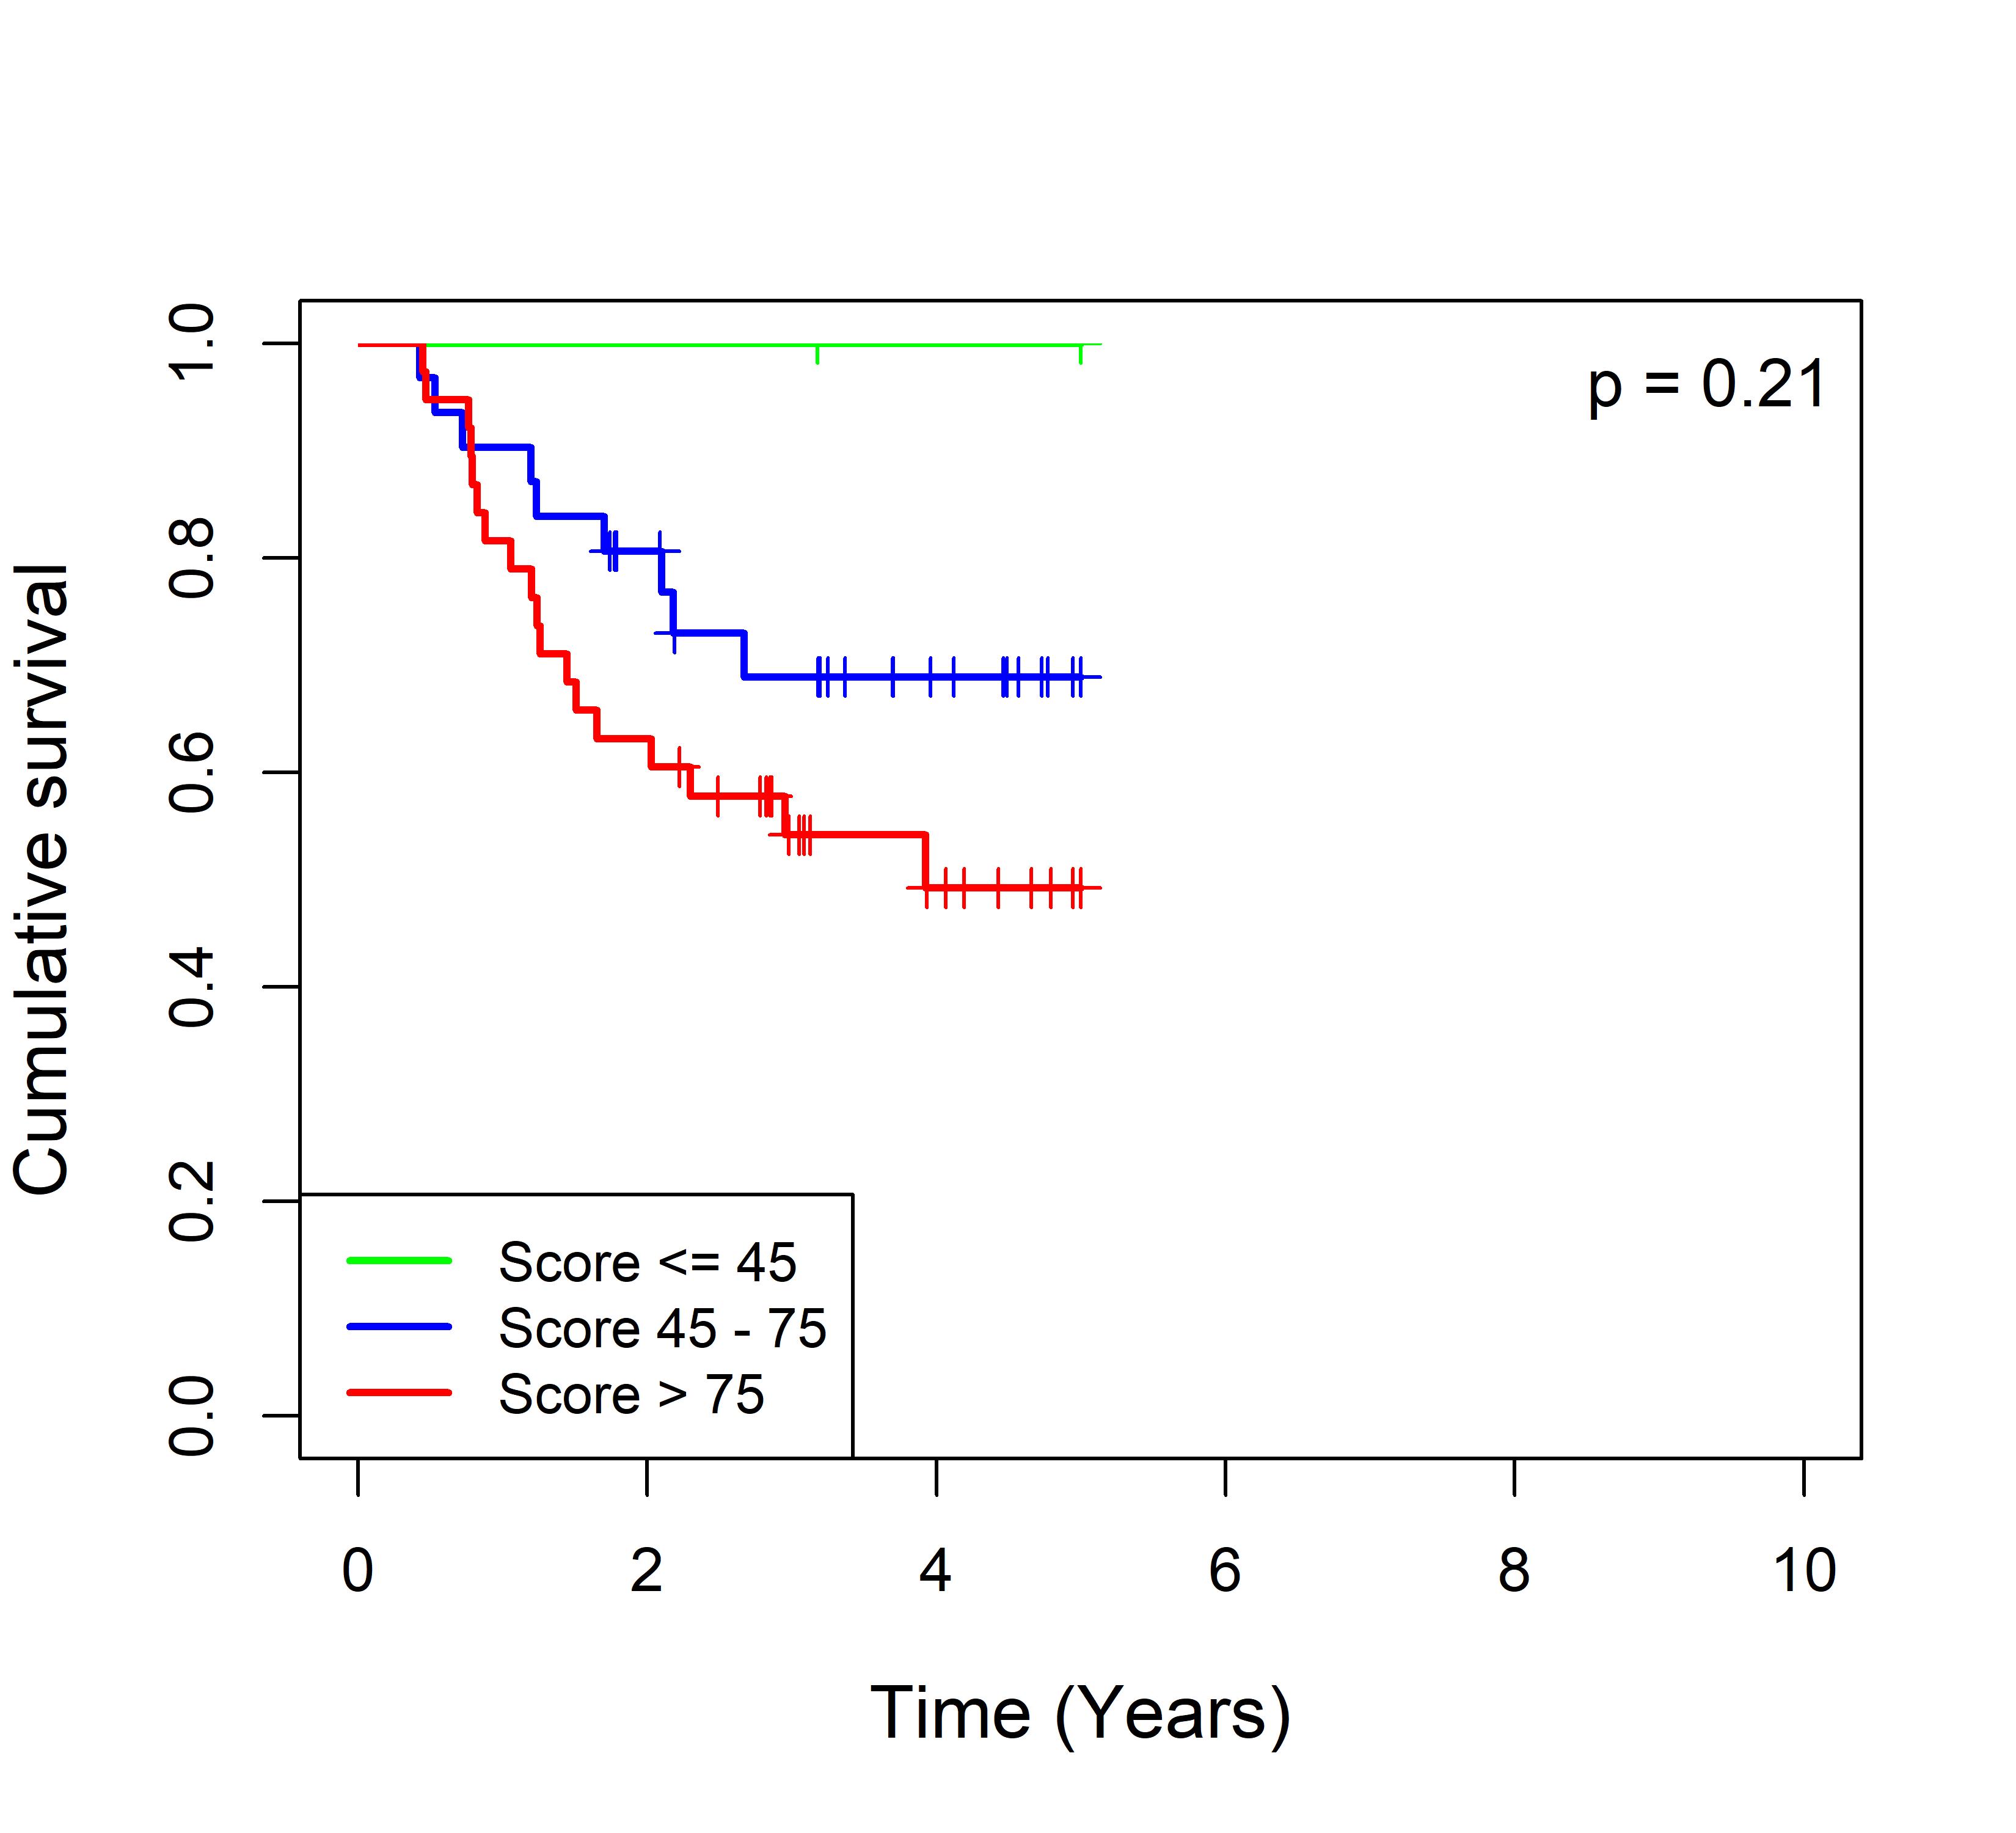 p = 0.21
Cumulative survival
1.0
0.8
0.6
0.4
0.2
0.0
Score <= 45
Score 45 - 75
Score > 75
0 2 4 6 8 10
Time (Years)